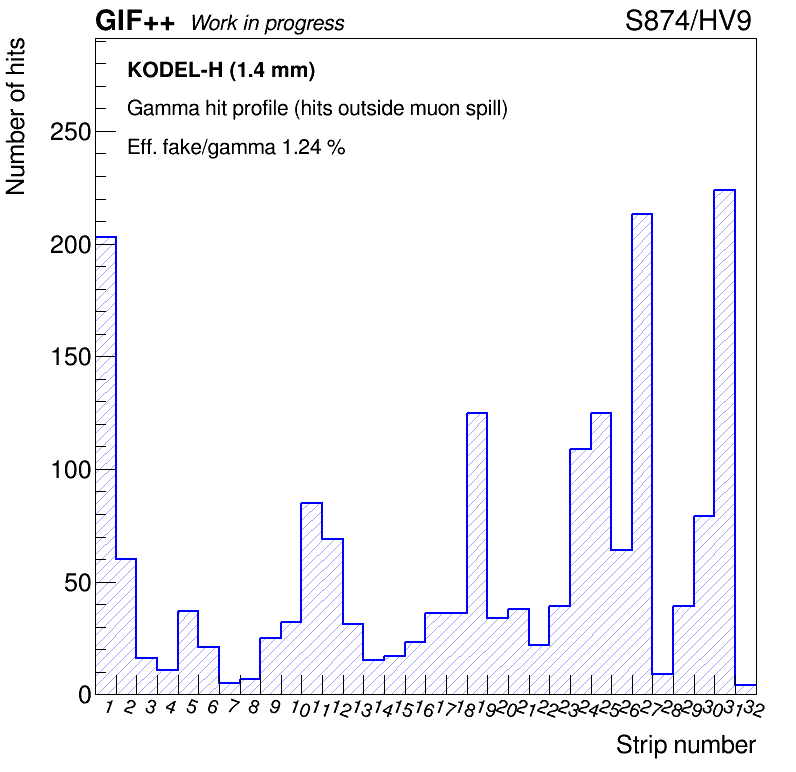 GIF++ Work in progress S874/HV9
Number of hits
KODEL-H (1.4 mm)
Gamma hit profile (hits outside muon spill)
Eff. fake/gamma 1.24 %
250
200
150
100
50
0
1 2 3 4 5 6 7 8 9 10 11 12 13 14 15 16 17 18 19 20 21 22 23 24 25 26 27 28 29 30 31 32
Strip number